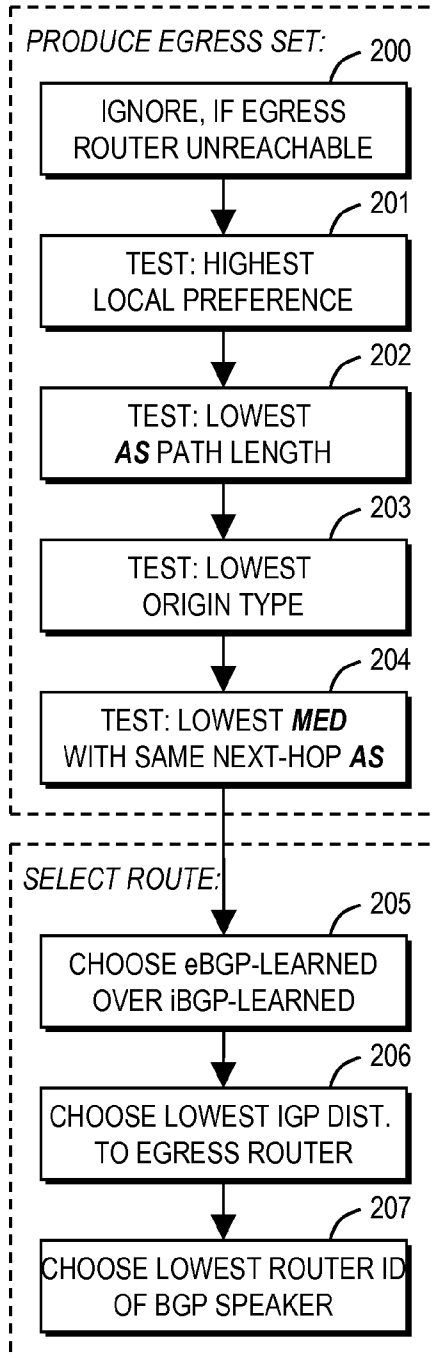 PRODUCE EGRESS SET:
200
IGNORE, IF EGRESS
ROUTER UNREACHABLE
201
TEST: HIGHEST
LOCAL PREFERENCE
202
TEST: LOWEST
AS PATH LENGTH
203
TEST: LOWEST
ORIGIN TYPE
204
TEST: LOWEST MED
WITH SAME NEXT-HOP AS
SELECT ROUTE:
205
CHOOSE eBGP-LEARNED
OVER iBGP-LEARNED
206
CHOOSE LOWEST IGP DIST.
TO EGRESS ROUTER
207
CHOOSE LOWEST ROUTER ID
OF BGP SPEAKER